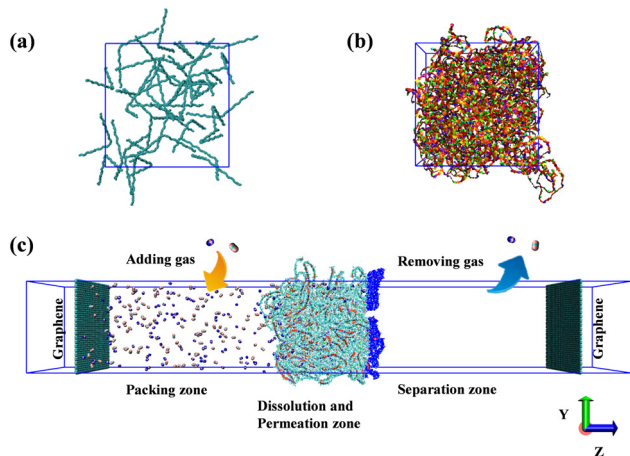 (a)
(b)
(c)
Adding gas
Removing gas
Graphene
Graphene
Packing zone
Separation zone
Dissolution and
Permeation zone
Y
Z